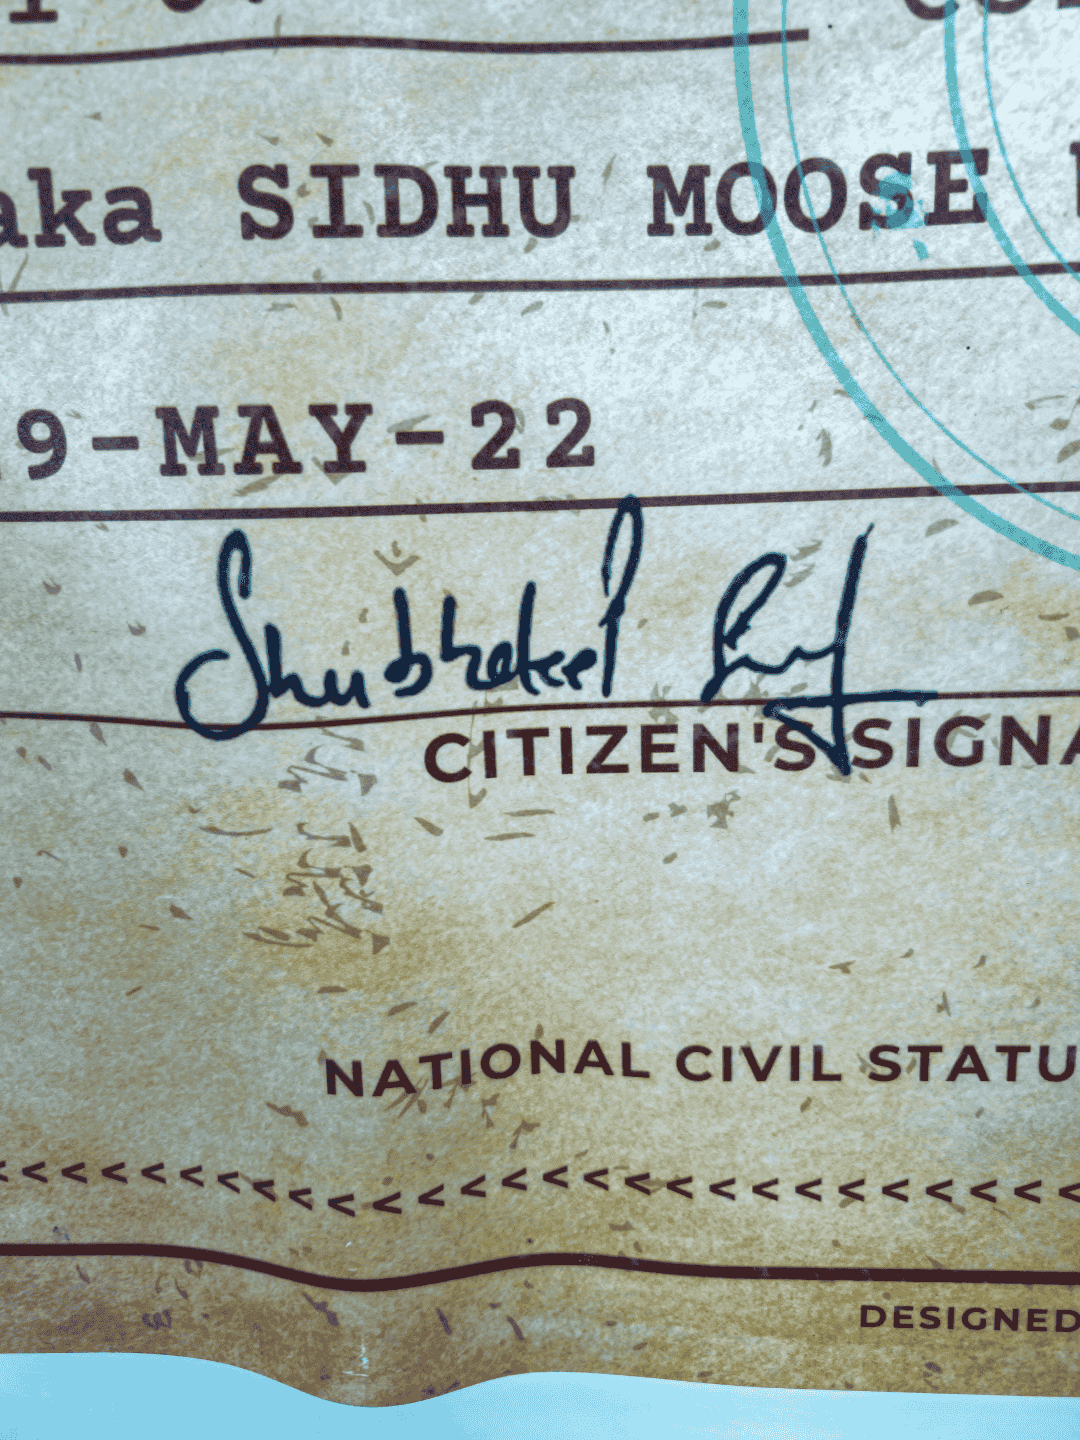 aka SIDHU MOOSE
9-MAY-22
CITIZEN'S SIGNA
NATIONAL CIVIL STATU
<<<<<<<<<<<<<<<<<<<<<<<<<<<
DESIGNED